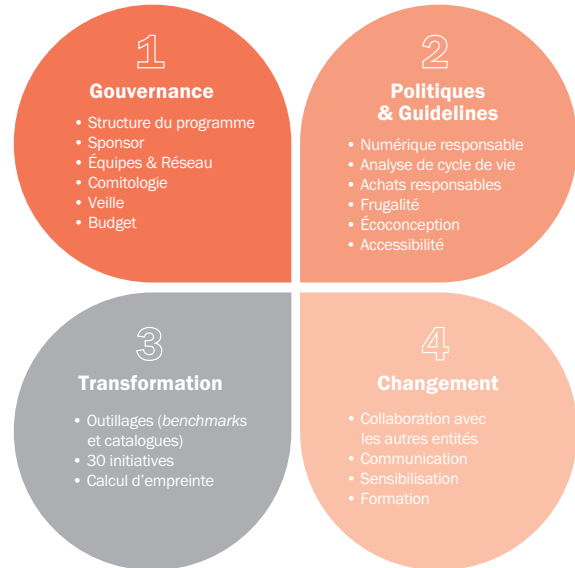 1
Gouvernance
• Structure du programme
• Sponsor
• Équipes & Réseau
• Comitologie
• Veille
• Budget
2
Politiques
& Guidelines
• Numérique responsable
• Analyse de cycle de vie
• Achats responsables
• Frugalité
• Écoconception
• Accessibilité
3
Transformation
• Outillages (benchmarks
et catalogues)
• 30 initiatives
• Calcul d’empreinte
4
Changement
• Collaboration avec
les autres entités
• Communication
• Sensibilisation
• Formation